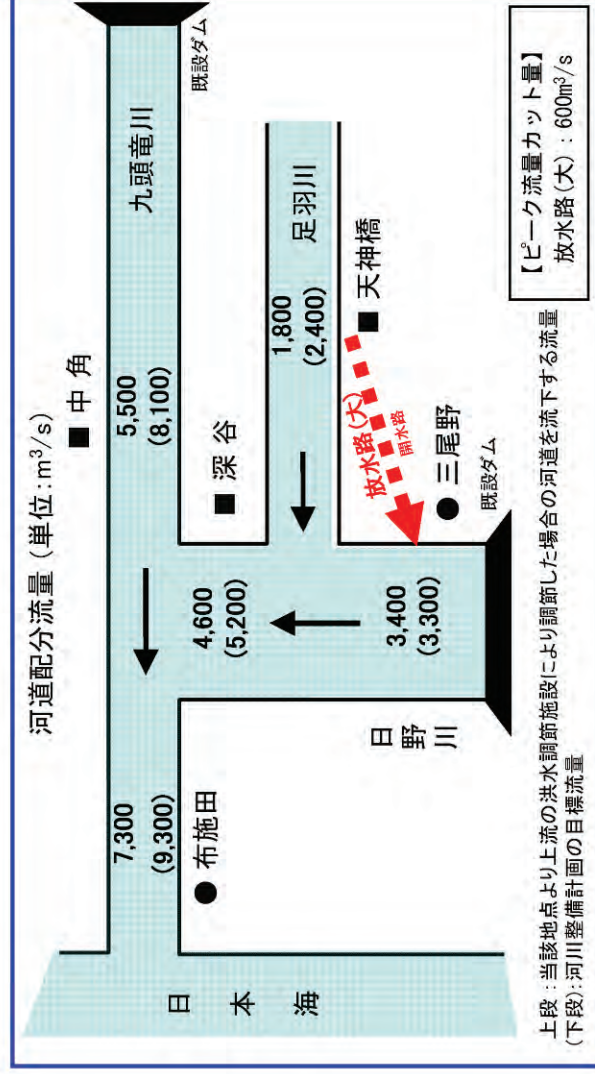 河道配分流量 (単位:m³/s)
■ 中角
5,500
(8,100)
九頭竜川
既設ダム
7,300
(9,300)
● 布施田
日本海
■ 深谷
4,600
(5,200)
1,800
(2,400)
足羽川
■ 天神橋
放水路(大)
開水路
3,400
(3,300)
● 三尾野
既設ダム
日野川
【ピーク流量カット量】
放水路(大) : 600m³/s
上段 : 当該地点より上流の洪水調節施設により調節した場合の河道を流下する流量
(下段): 河川整備計画の目標流量